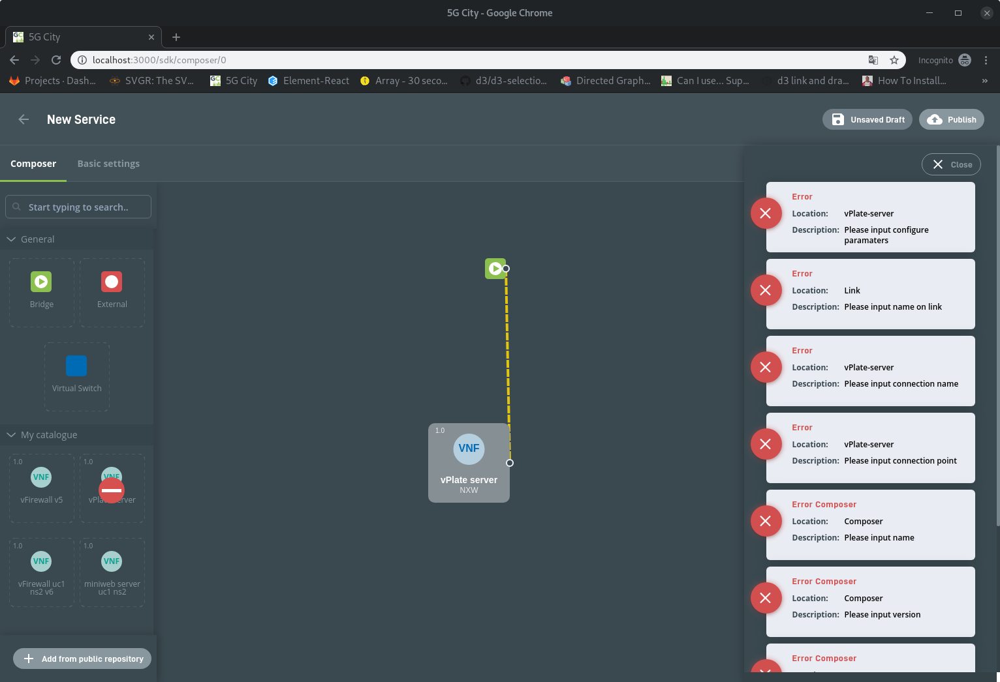 5G City - Google Chrome
5G City
localhost:3000/sdk/composer/0
Incognito
Projects · Dash...
SVGR: The SV...
5G City
Element-React
Array - 30 seco...
d3/d3-selectio...
Directed Graph...
Can I use... Sup...
d3 link and dra...
How To Install...
»
New Service
Unsaved Draft
Publish
Composer
Basic settings
Close
Start typing to search..
General
Bridge
External
Virtual Switch
My catalogue
1.0
VNF
vFirewall v5
1.0
VNF
1.0
VNF
vFirewall uc1
ns2 v6
1.0
VNF
miniweb server
uc1 ns2
Add from public repository
1.0
VNF
vPlate server
NXW
Error
Location: vPlate-server
Description: Please input configure
paramaters
Error
Location: Link
Description: Please input name on link
Error
Location: vPlate-server
Description: Please input connection name
Error
Location: vPlate-server
Description: Please input connection point
Error Composer
Location: Composer
Description: Please input name
Error Composer
Location: Composer
Description: Please input version
Error Composer